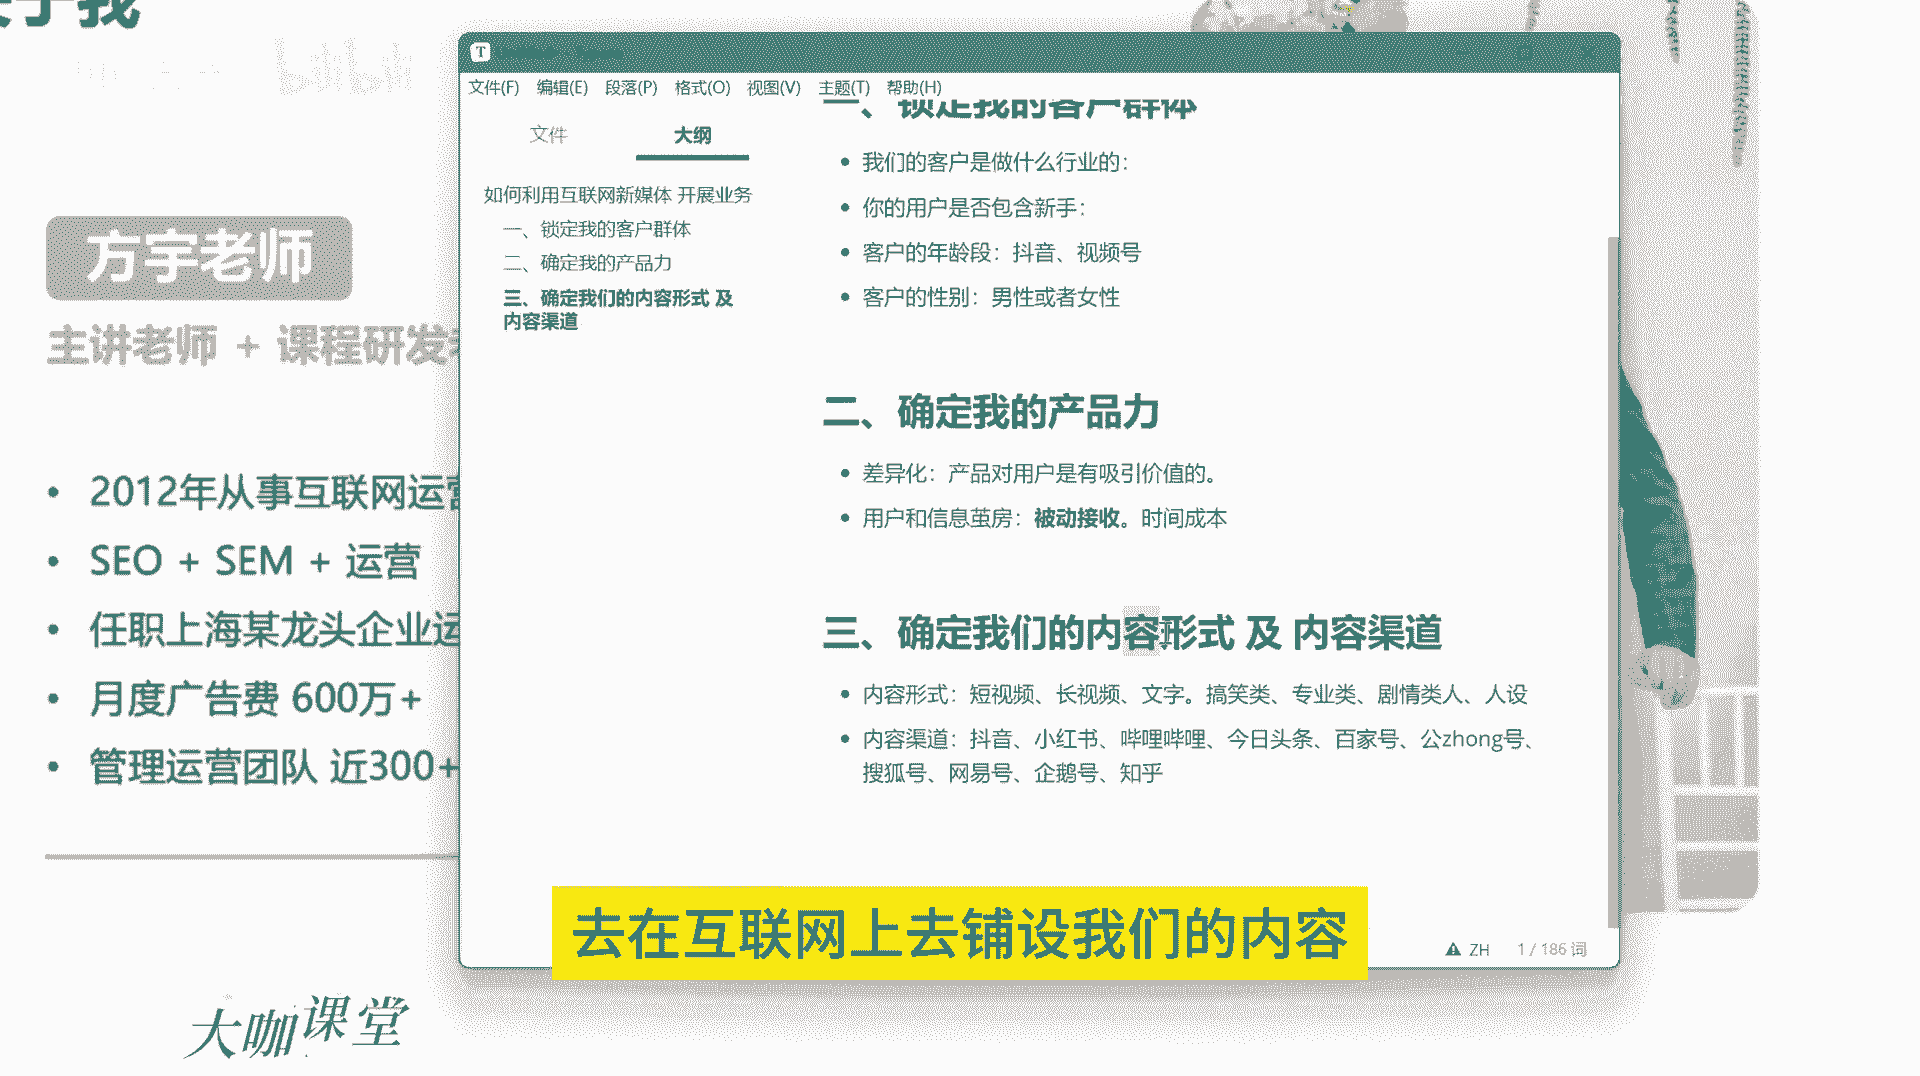 bilibili
方宇老师
主讲老师 + 课程研发
2012年从事互联网运营
SEO + SEM + 运营
任职上海某龙头企业运
月度广告费 600万+
管理运营团队 近300+
大咖课堂
文件(F) 编辑(E) 段落(P) 格式(O) 视图(V) 主题(T) 帮助(H)
文件 大纲
如何利用互联网新媒体 开展业务
一、锁定我的客户群体
二、确定我的产品力
三、确定我们的内容形式 及
内容渠道
一、锁定我的客户群体
我们的客户是做什么行业的：
你的用户是否包含新手：
客户的年龄段：抖音、视频号
客户的性别：男性或者女性
二、确定我的产品力
差异化：产品对用户是有吸引价值的。
用户和信息茧房：被动接收。时间成本
三、确定我们的内容形式 及 内容渠道
内容形式：短视频、长视频、文字。搞笑类、专业类、剧情类人、人设
内容渠道：抖音、小红书、哔哩哔哩、今日头条、百家号、公zhong号、
搜狐号、网易号、企鹅号、知乎
ZH 1 / 186 词
去在互联网上去铺设我们的内容